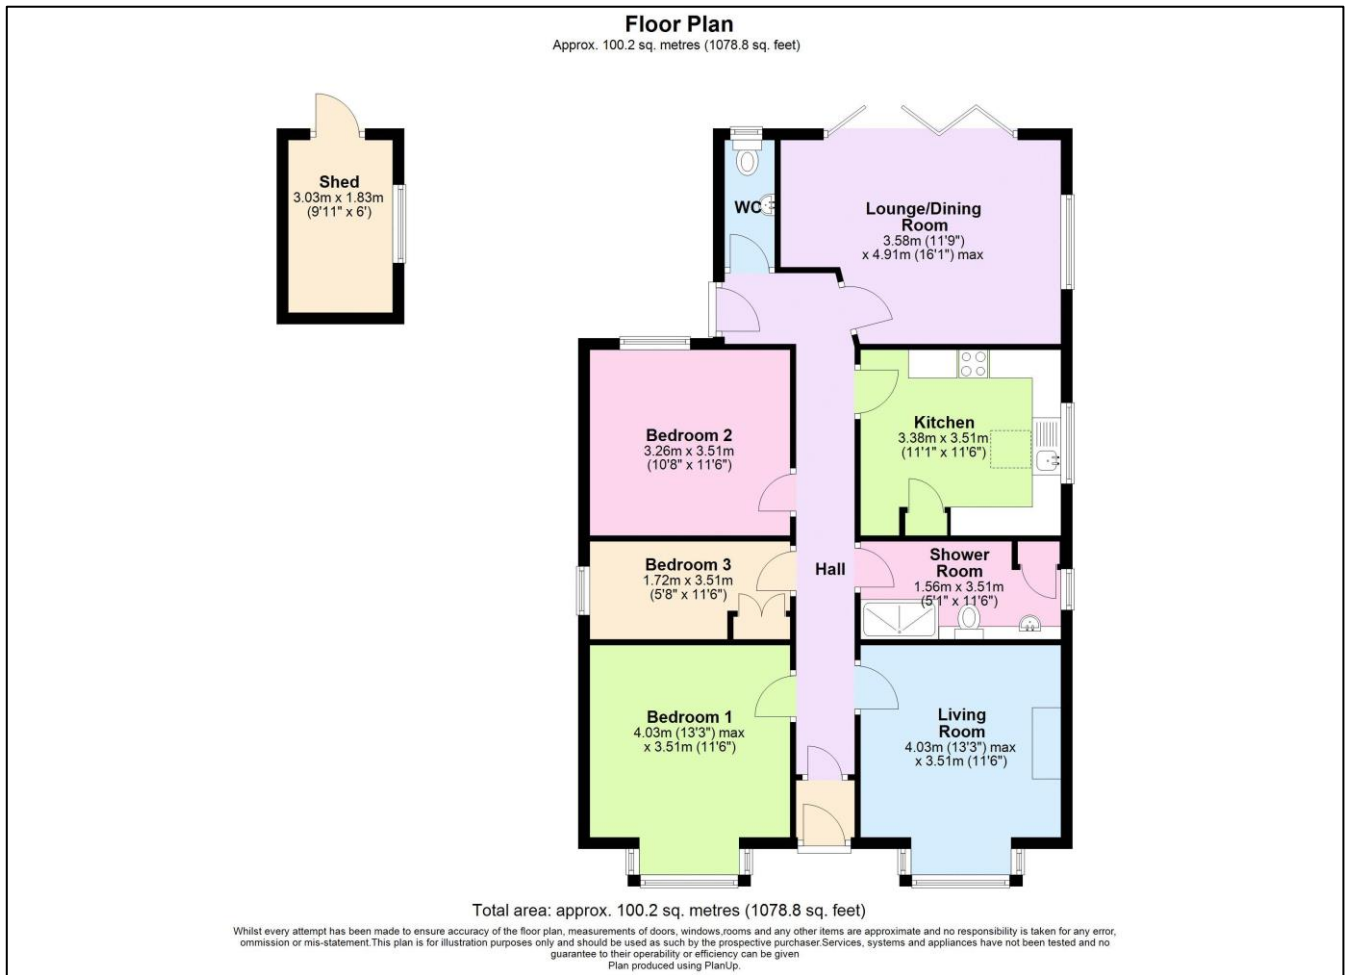 Floor Plan
Approx. 100.2 sq. metres (1078.8 sq. feet)
Shed
3.03m x 1.83m
(9'11" x 6')
WC
Lounge/Dining
Room
3.58m (11'9")
x 4.91m (16'1") max
Bedroom 2
3.26m x 3.51m
(10'8" x 11'6")
Kitchen
3.38m x 3.51m
(11'1" x 11'6")
Bedroom 3
1.72m x 3.51m
(5'8" x 11'6")
Hall
Shower
Room
1.56m x 3.51m
(5'1" x 11'6")
Bedroom 1
4.03m (13'3") max
x 3.51m (11'6")
Living
Room
4.03m (13'3") max
x 3.51m (11'6")
Total area: approx. 100.2 sq. metres (1078.8 sq. feet)
Whilst every attempt has been made to ensure accuracy of the floor plan, measurements of doors, windows,rooms and any other items are approximate and no responsibility is taken for any error,
ommission or mis-statement.This plan is for illustration purposes only and should be used as such by the prospective purchaser.Services, systems and appliances have not been tested and no
guarantee to their operability or efficiency can be given
Plan produced using PlanUp.